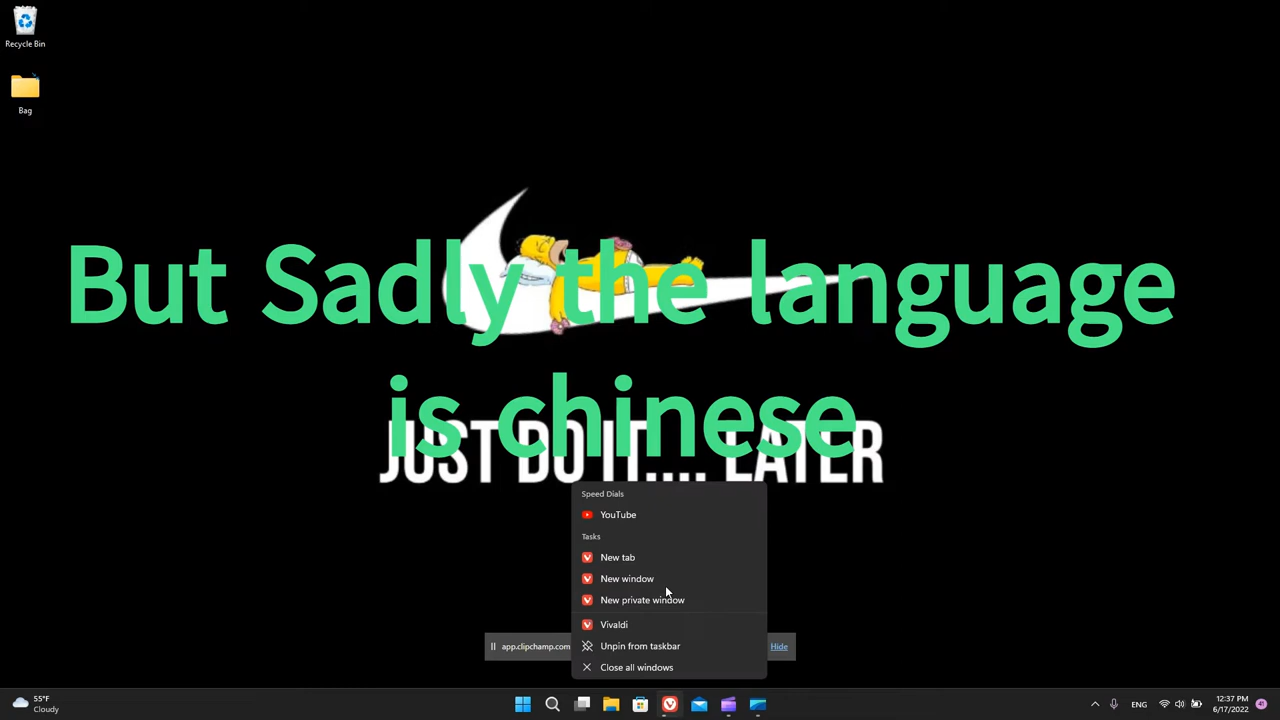 Recycle Bin
Bag
But Sadly the language
is chinese
JUST DO IT.... LATER
Speed Dials
YouTube
Tasks
New tab
New window
New private window
Vivaldi
Unpin from taskbar
Close all windows
app.clipchamp.com
Hide
55°F
Cloudy
ENG
12:37 PM
6/17/2022